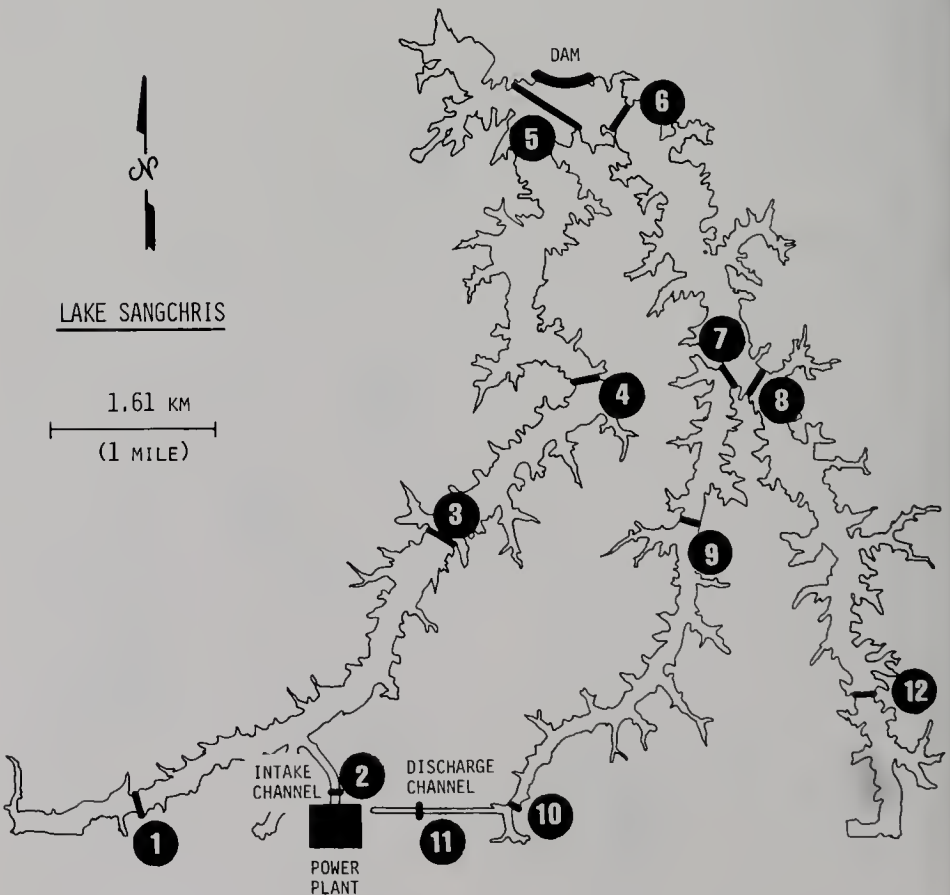 DAM
6
5
N
LAKE SANGCHRIS
7
1.61 KM
(1 MILE)
4
8
3
9
12
INTAKE
CHANNEL
2
DISCHARGE
CHANNEL
10
1
11
POWER
PLANT